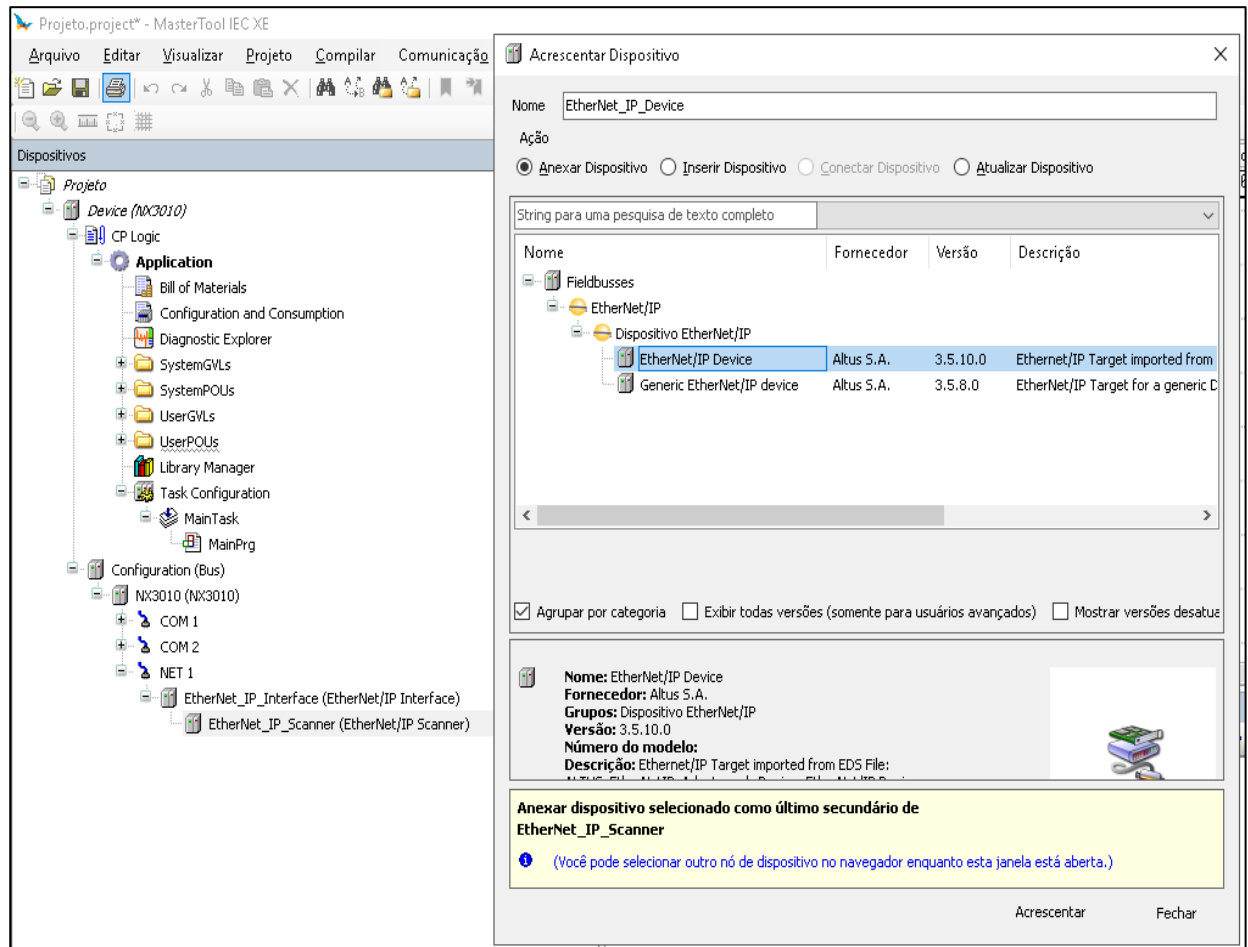 Projeto.project* - MasterTool IEC XE
Arquivo Editar Visualizar Projeto Compilar Comunicação
Dispositivos
Projeto
Device (NX3010)
CP Logic
Application
Bill of Materials
Configuration and Consumption
Diagnostic Explorer
SystemGVLs
SystemPOUs
UserGVLs
UserPOUs
Library Manager
Task Configuration
MainTask
MainPrg
Configuration (Bus)
NX3010 (NX3010)
COM 1
COM 2
NET 1
EtherNet_IP_Interface (EtherNet/IP Interface)
EtherNet_IP_Scanner (EtherNet/IP Scanner)
Acrescentar Dispositivo
Nome EtherNet_IP_Device
Ação
Anexar Dispositivo Inserir Dispositivo Conectar Dispositivo Atualizar Dispositivo
String para uma pesquisa de texto completo
Nome Fornecedor Versão Descrição
Fieldbusses
EtherNet/IP
Dispositivo EtherNet/IP
EtherNet/IP Device Altus S.A. 3.5.10.0 Ethernet/IP Target imported from
Generic EtherNet/IP device Altus S.A. 3.5.8.0 EtherNet/IP Target for a generic D
Agrupar por categoria Exibir todas versões (somente para usuários avançados) Mostrar versões desatua
Nome: EtherNet/IP Device
Fornecedor: Altus S.A.
Grupos: Dispositivo EtherNet/IP
Versão: 3.5.10.0
Número do modelo:
Descrição: Ethernet/IP Target imported from EDS File:
Anexar dispositivo selecionado como último secundário de
EtherNet_IP_Scanner
(Você pode selecionar outro nó de dispositivo no navegador enquanto esta janela está aberta.)
Acrescentar Fechar